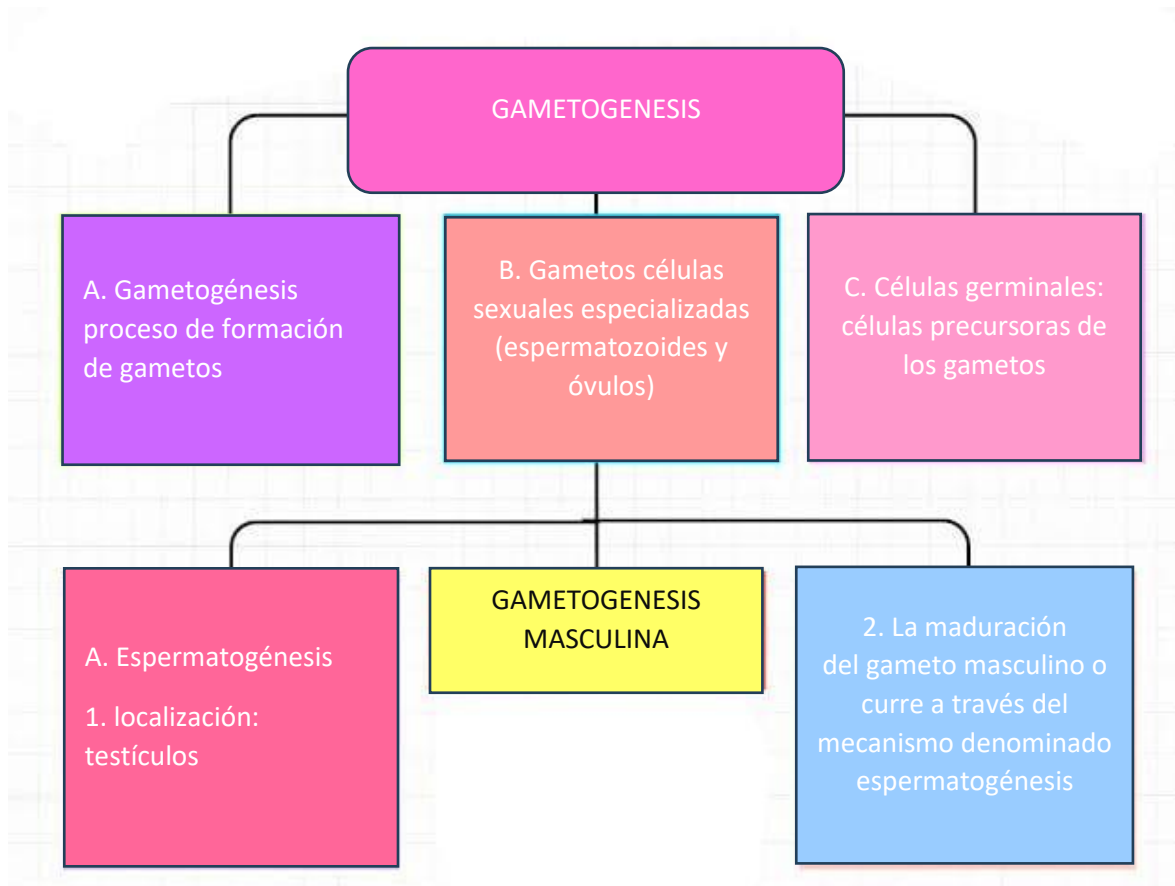 GAMETOGENESIS
A. Gametogénesis
proceso de formación
de gametos
B. Gametos células
sexuales especializadas
(espermatozoides y
óvulos)
C. Células germinales:
células precursoras de
los gametos
A. Espermatogénesis
1. localización:
testículos
GAMETOGENESIS
MASCULINA
2. La maduración
del gameto masculino o
curre a través del
mecanismo denominado
espermatogénesis